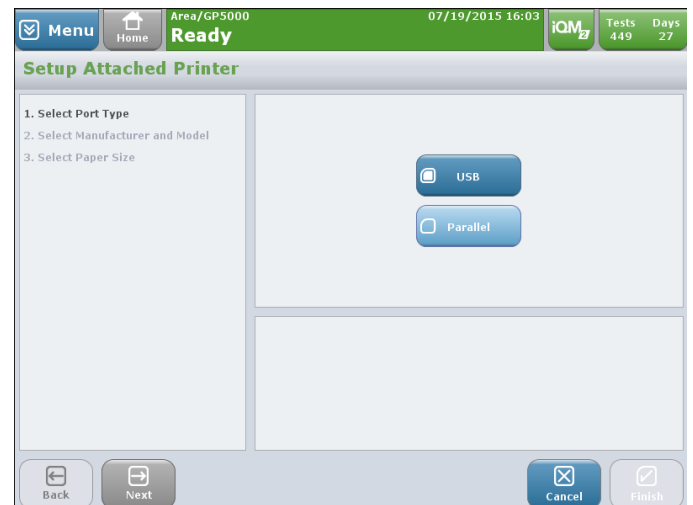 Menu
Home
Area/GP5000
Ready
07/19/2015 16:03
iQM2
Tests Days
449 27
Setup Attached Printer
1. Select Port Type
2. Select Manufacturer and Model
3. Select Paper Size
USB
Parallel
Back
Next
Cancel
Finish